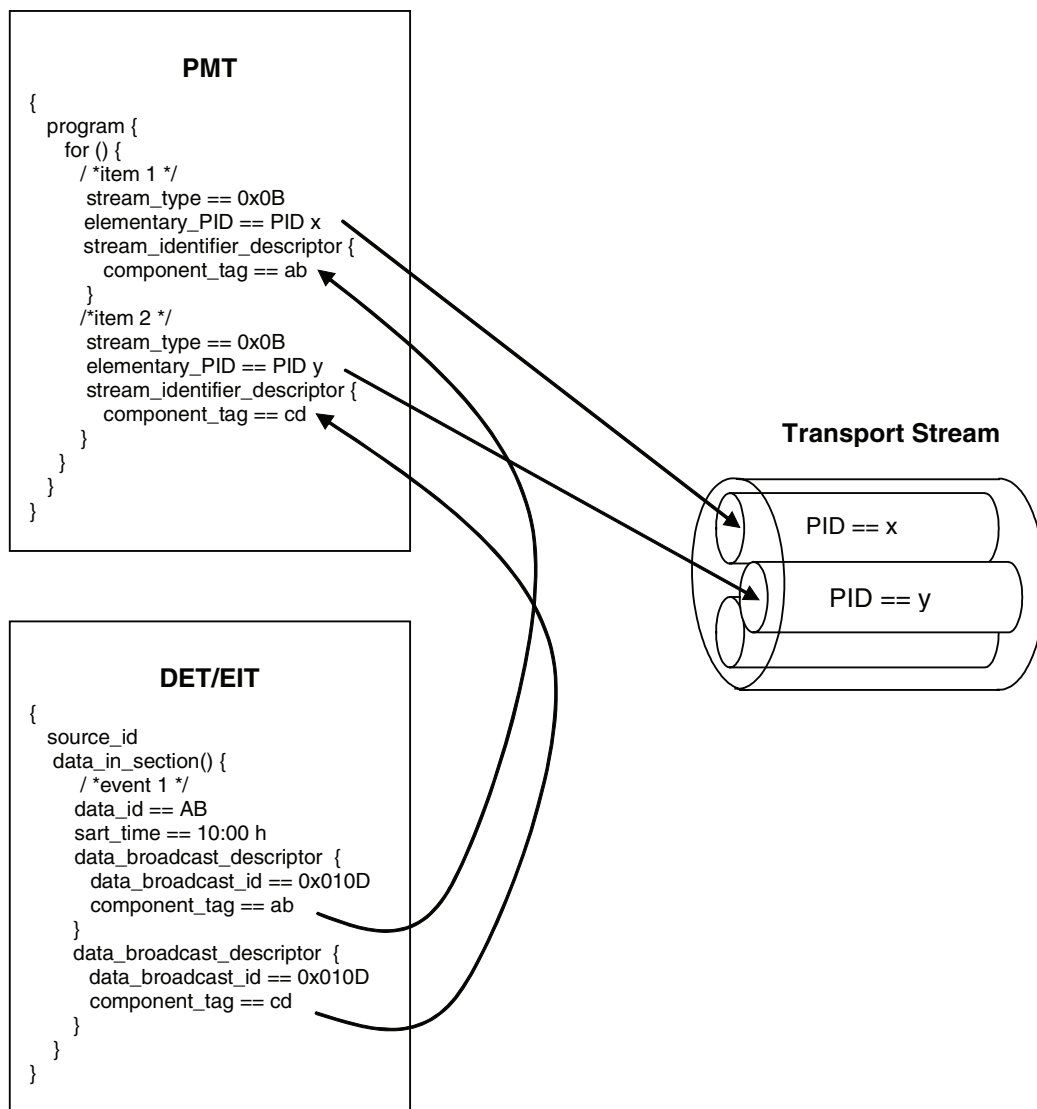 PMT
{
program {
for () {
/ *item 1 */
stream_type == 0x0B
elementary_PID == PID x
stream_identifier_descriptor {
component_tag == ab
}
/*item 2 */
stream_type == 0x0B
elementary_PID == PID y
stream_identifier_descriptor {
component_tag == cd
}
}
}
}
Transport Stream
PID == x
PID == y
DET/EIT
{
source_id
data_in_section() {
/ *event 1 */
data_id == AB
sart_time == 10:00 h
data_broadcast_descriptor {
data_broadcast_id == 0x010D
component_tag == ab
}
data_broadcast_descriptor {
data_broadcast_id == 0x010D
component_tag == cd
}
}
}